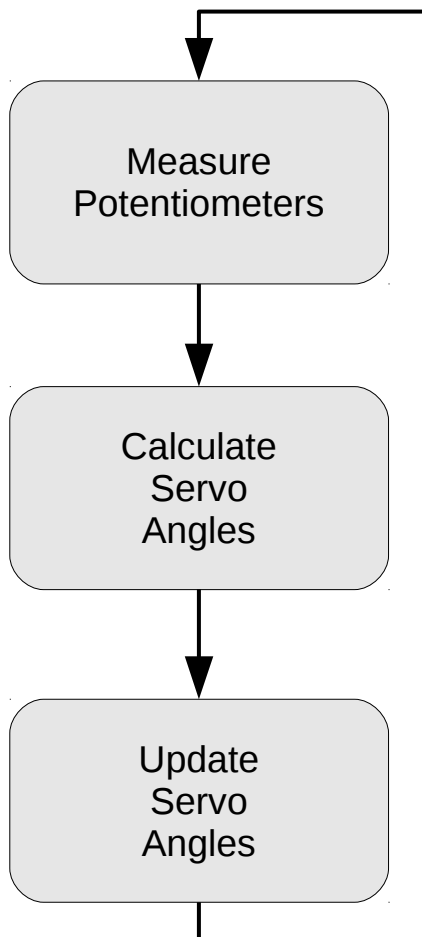 Measure
Potentiometers
Calculate
Servo
Angles
Update
Servo
Angles